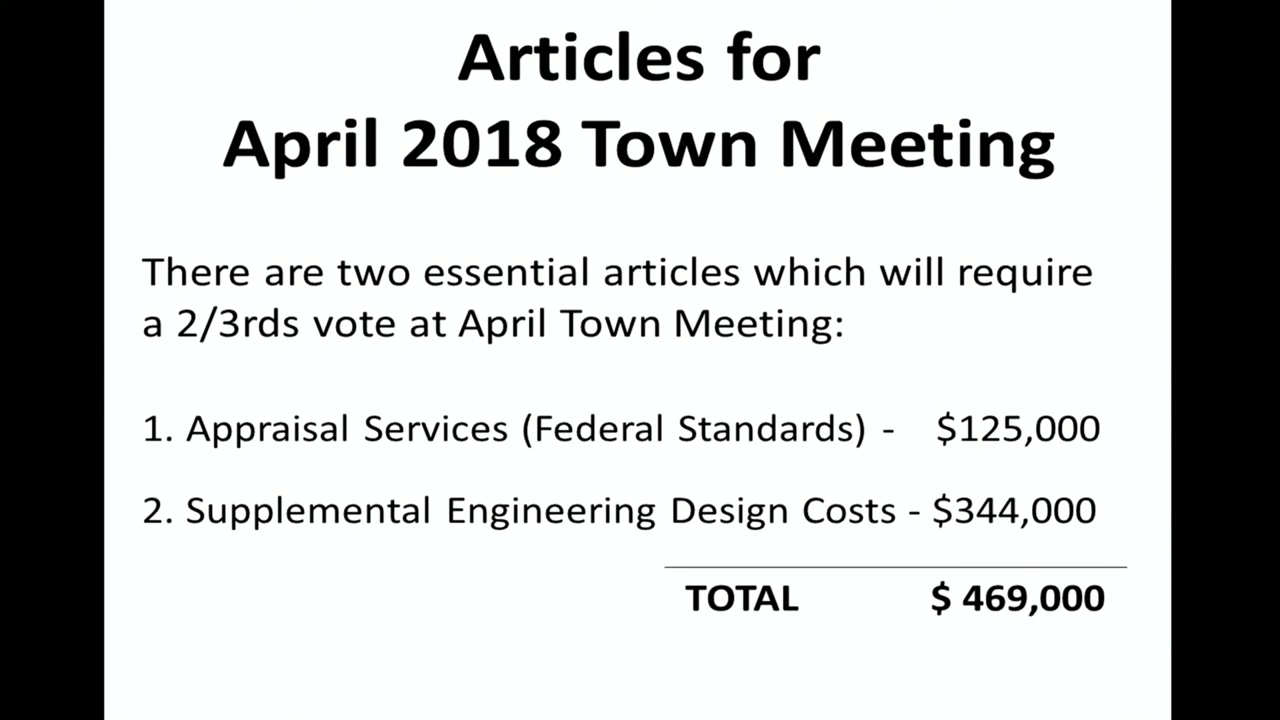 Articles for
April 2018 Town Meeting
There are two essential articles which will require
a 2/3rds vote at April Town Meeting:
1. Appraisal Services (Federal Standards) - $125,000
2. Supplemental Engineering Design Costs - $344,000
TOTAL $ 469,000